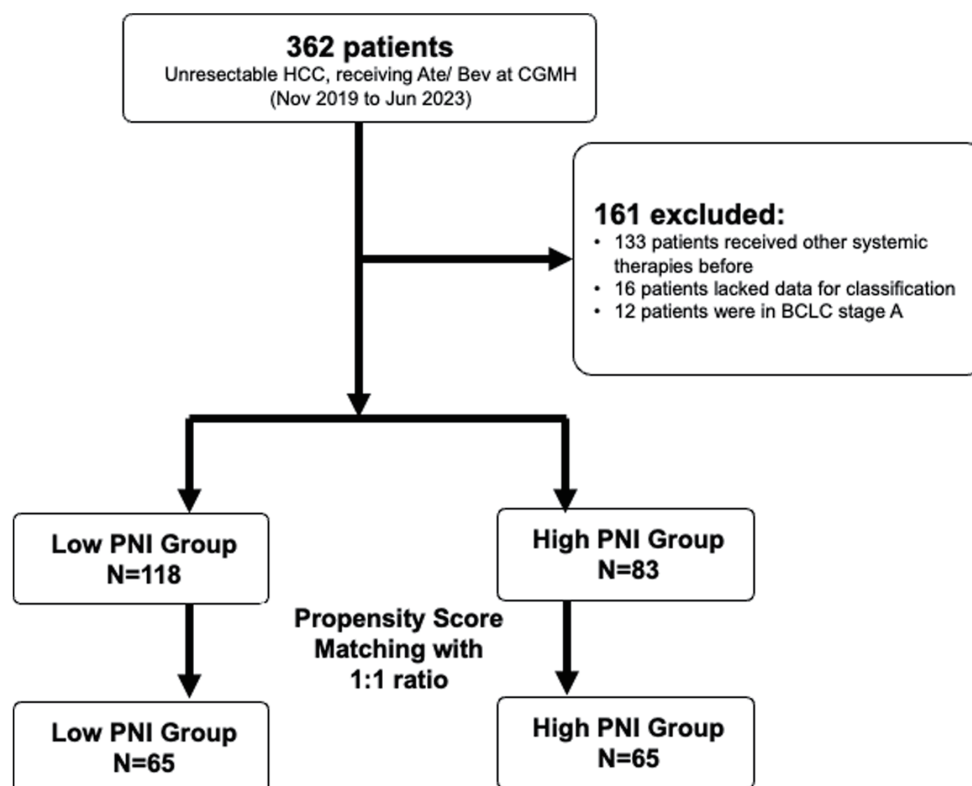 362 patients
Unresectable HCC, receiving Ate/ Bev at CGMH
(Nov 2019 to Jun 2023)
161 excluded:
• 133 patients received other systemic
therapies before
• 16 patients lacked data for classification
• 12 patients were in BCLC stage A
Low PNI Group
N=118
High PNI Group
N=83
Propensity Score
Matching with
1:1 ratio
Low PNI Group
N=65
High PNI Group
N=65